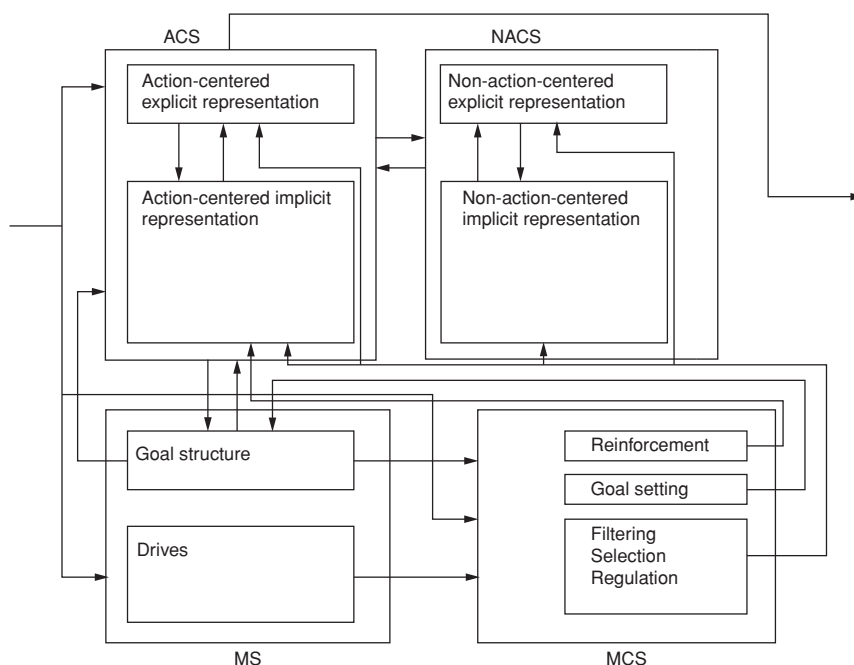 ACS
NACS
Action-centered
explicit representation
Non-action-centered
explicit representation
Action-centered implicit
representation
Non-action-centered
implicit representation
Goal structure
Reinforcement
Goal setting
Drives
Filtering
Selection
Regulation
MS
MCS